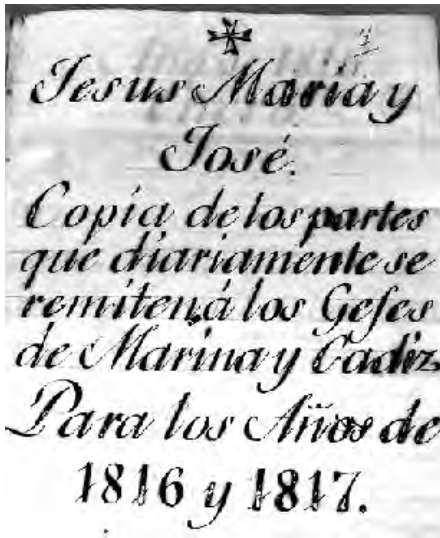 Jesus María y
José.
Copia de los partes
que diariamente se
remiten á los Gefes
de Marina y Cadiz
Para los Años de
1816 y 1817.